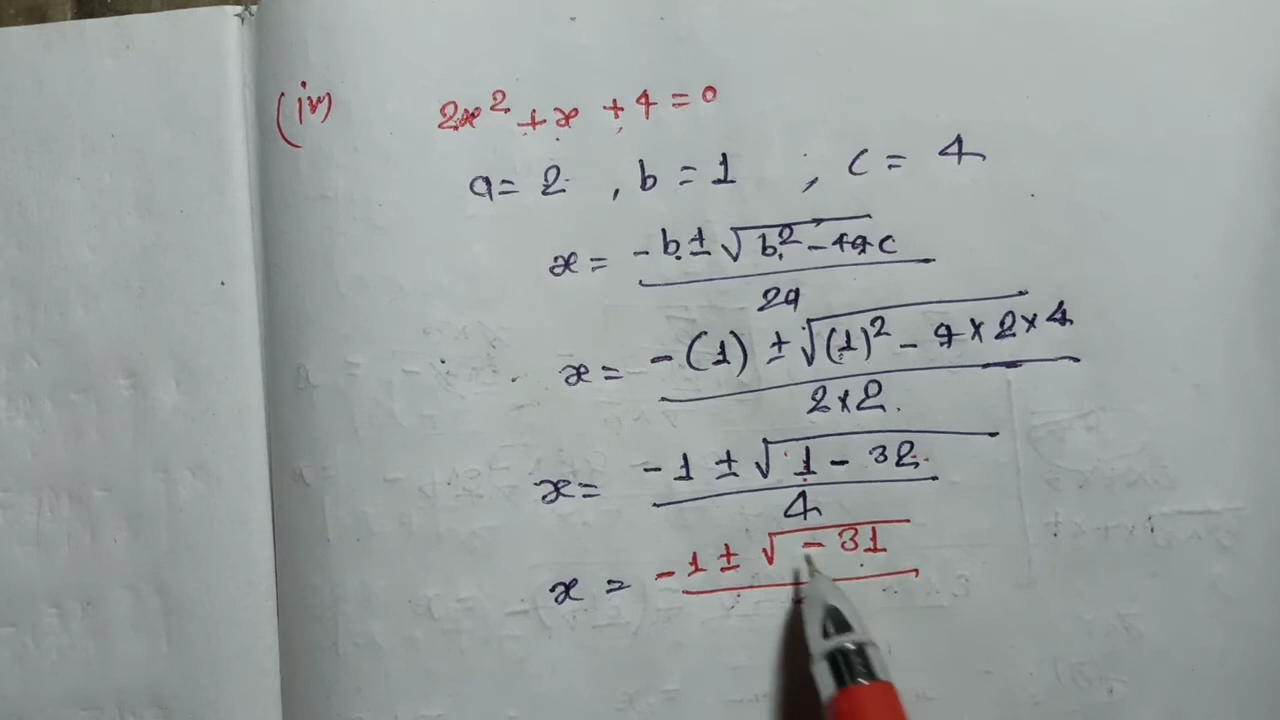 (iv) 2x² + x + 4 = 0
a = 2 , b = 1 ; c = 4
x = -b ± √b² - 4ac
2a
x = -(1) ± √(1)² - 4 × 2 × 4
2 × 2.
x = -1 ± √1 - 32
4
x = -1 ± √-31